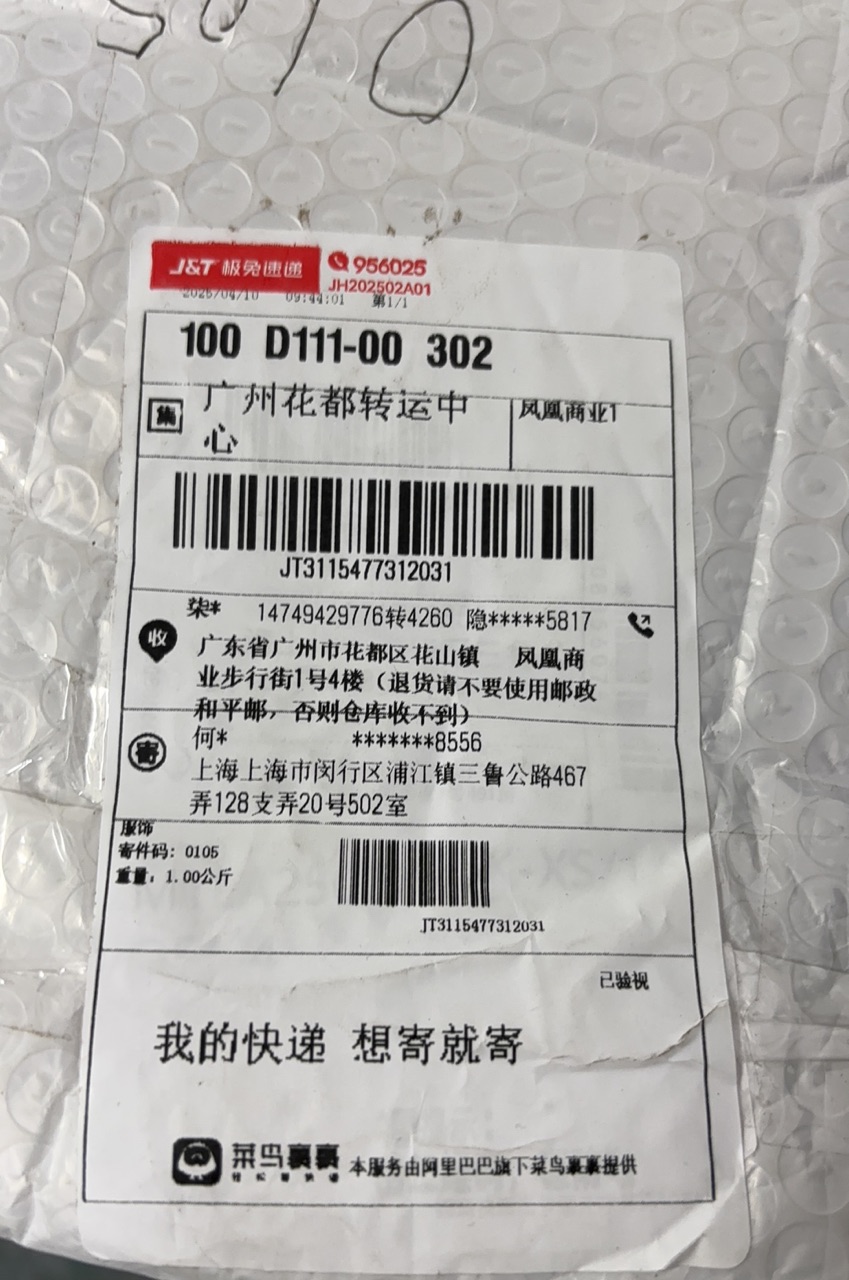 5010
J&T 极兔速递 956025
JH202502A01
2025/04/10 09:44:01 第1/1
100 D111-00 302
集 广州花都转运中
心
凤凰商业1
JT3115477312031
柒* 14749429776转4260 隐*****5817
收 广东省广州市花都区花山镇 凤凰商
业步行街1号4楼（退货请不要使用邮政
和平邮，否则仓库收不到）
寄 何* *******8556
上海上海市闵行区浦江镇三鲁公路467
弄128支弄20号502室
服饰
寄件码：0105
重量：1.00公斤
JT3115477312031
已验视
我的快递 想寄就寄
菜鸟裹裹 本服务由阿里巴巴旗下菜鸟裹裹提供